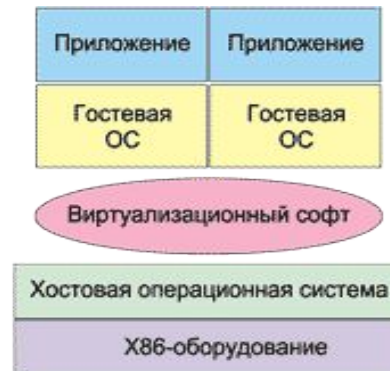 Приложение Приложение
Гостевая Гостевая
ОС ОС
Виртуализационный софт
Хостовая операционная система
X86-оборудование